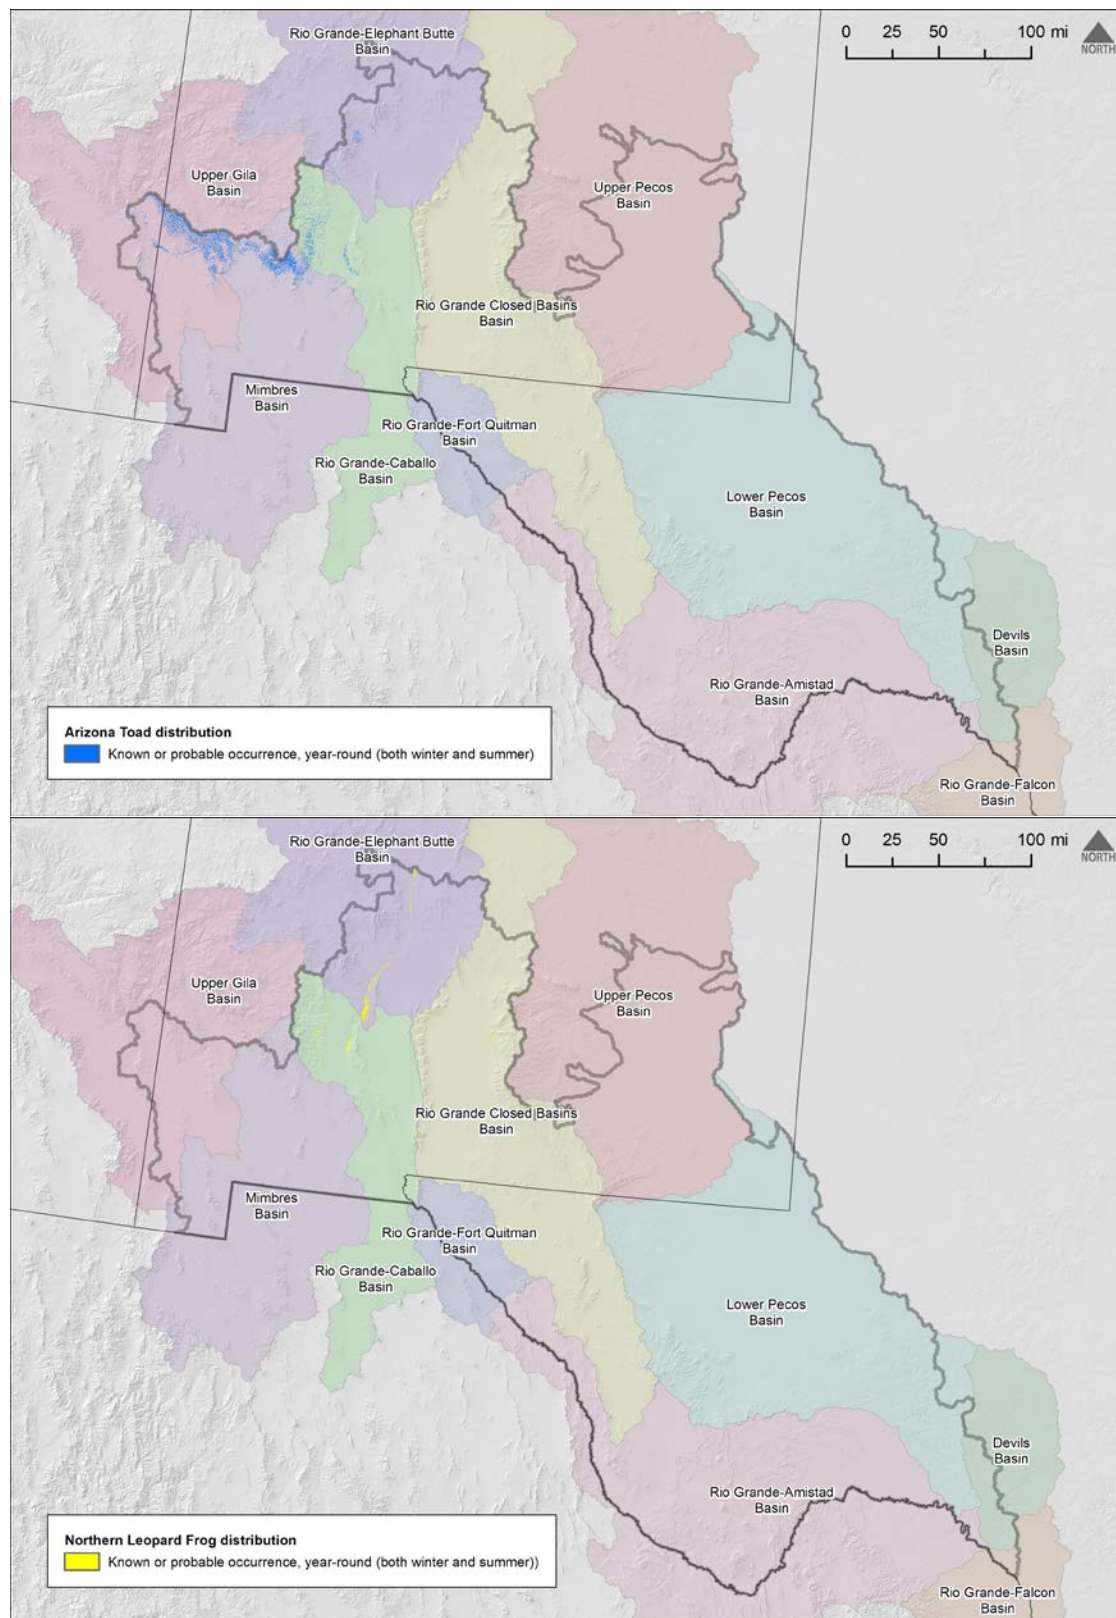 Rio Grande-Elephant Butte
Basin
0 25 50 100 mi
NORTH
Upper Gila
Basin
Upper Pecos
Basin
Rio Grande Closed Basins
Basin
Mimbres
Basin
Rio Grande-Fort Quitman
Basin
Rio Grande-Caballo
Basin
Lower Pecos
Basin
Devils
Basin
Rio Grande-Amistad
Basin
Arizona Toad distribution
Known or probable occurrence, year-round (both winter and summer)
Rio Grande-Falcon
Basin
Rio Grande-Elephant Butte
Basin
0 25 50 100 mi
NORTH
Upper Gila
Basin
Upper Pecos
Basin
Rio Grande Closed Basins
Basin
Mimbres
Basin
Rio Grande-Fort Quitman
Basin
Rio Grande-Caballo
Basin
Lower Pecos
Basin
Devils
Basin
Rio Grande-Amistad
Basin
Northern Leopard Frog distribution
Known or probable occurrence, year-round (both winter and summer))
Rio Grande-Falcon
Basin